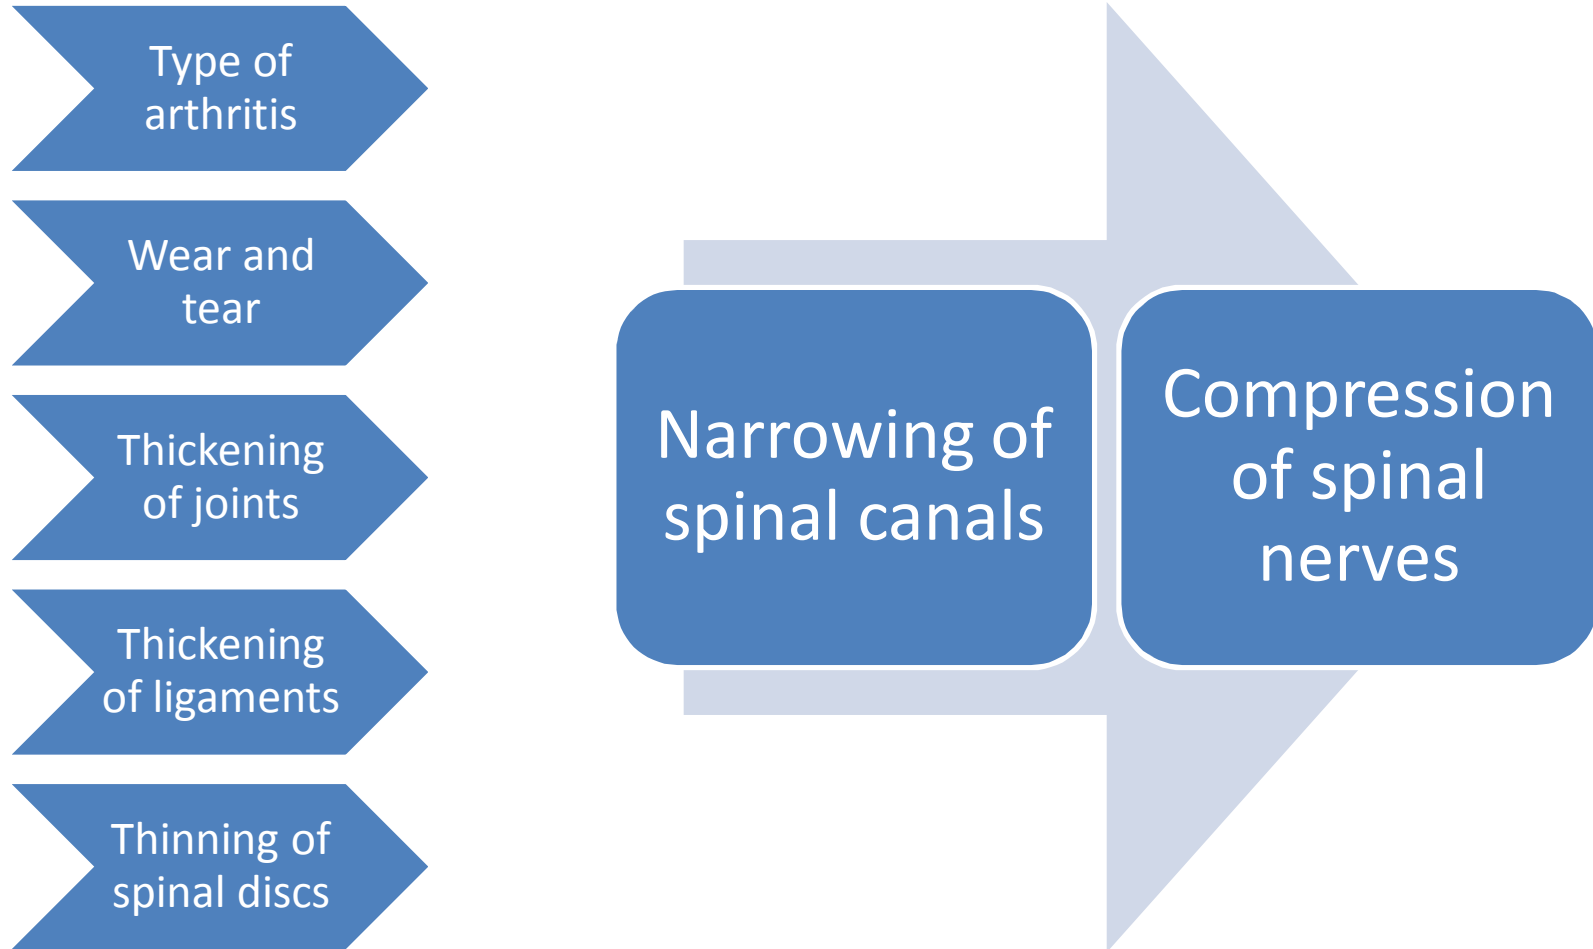 Type of
arthritis
Wear and
tear
Thickening
of joints
Thickening
of ligaments
Thinning of
spinal discs
Narrowing of
spinal canals
Compression
of spinal
nerves